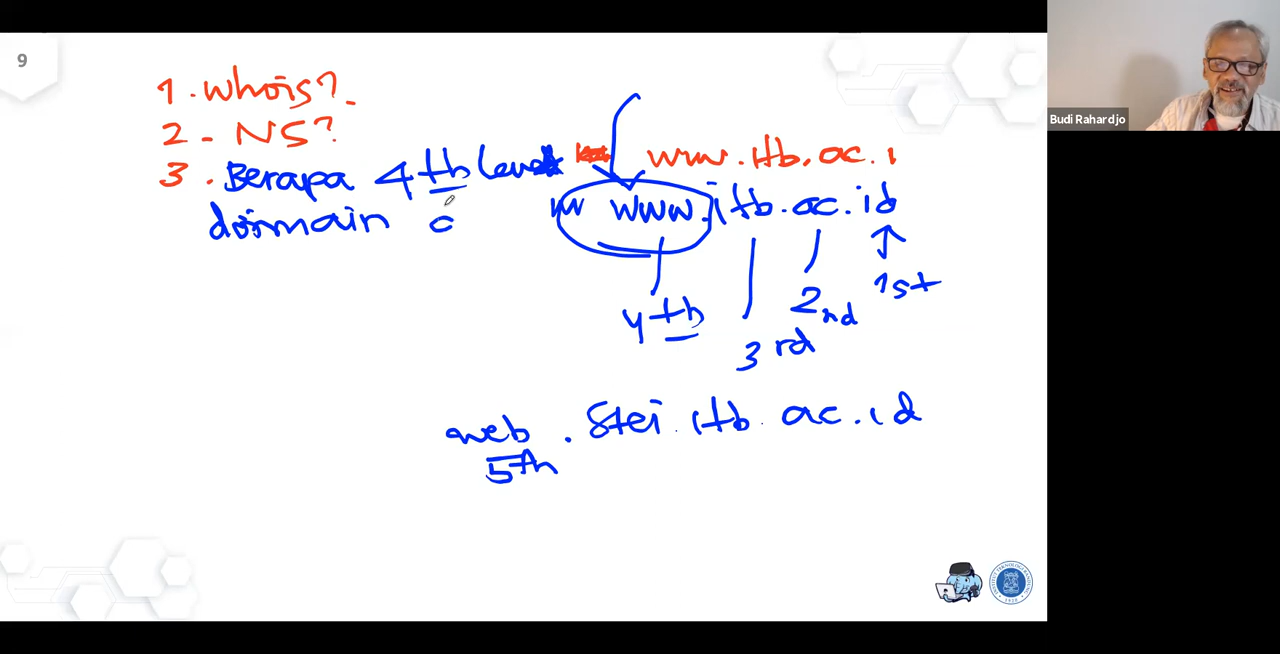 9
1. whois?
2 - NS?
3. Berapa 4th level
domain c
www.itb.ac.i
www.itb.ac.id
4th
3rd
2nd
1st
web.stei.itb.ac.id
5th
Budi Rahardjo